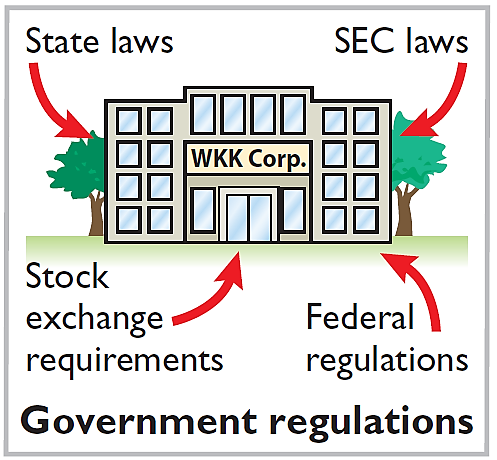 State laws
SEC laws
WKK Corp.
Stock
exchange
requirements
Federal
regulations
Government regulations